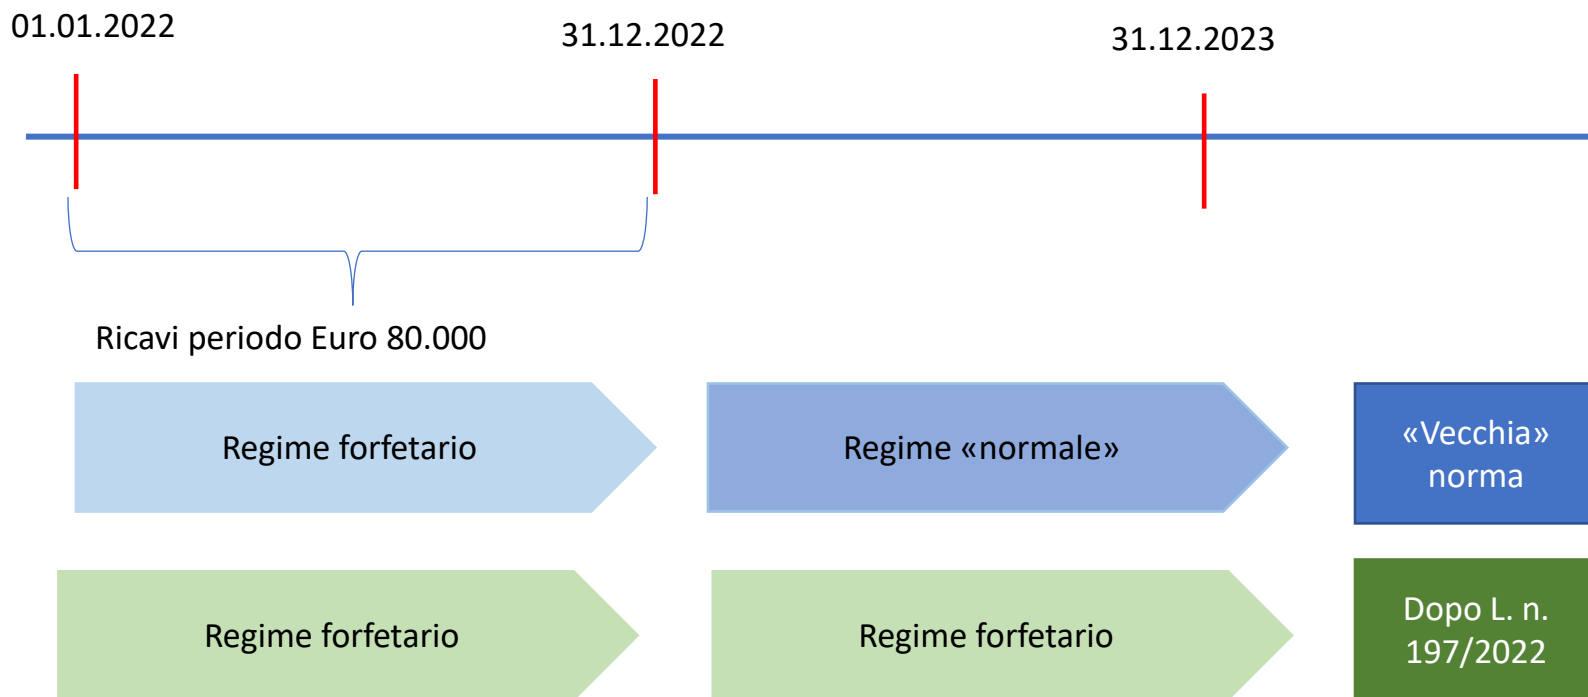 01.01.2022
31.12.2022
31.12.2023
Ricavi periodo Euro 80.000
Regime forfetario
Regime «normale»
«Vecchia»
norma
Regime forfetario
Regime forfetario
Dopo L. n.
197/2022